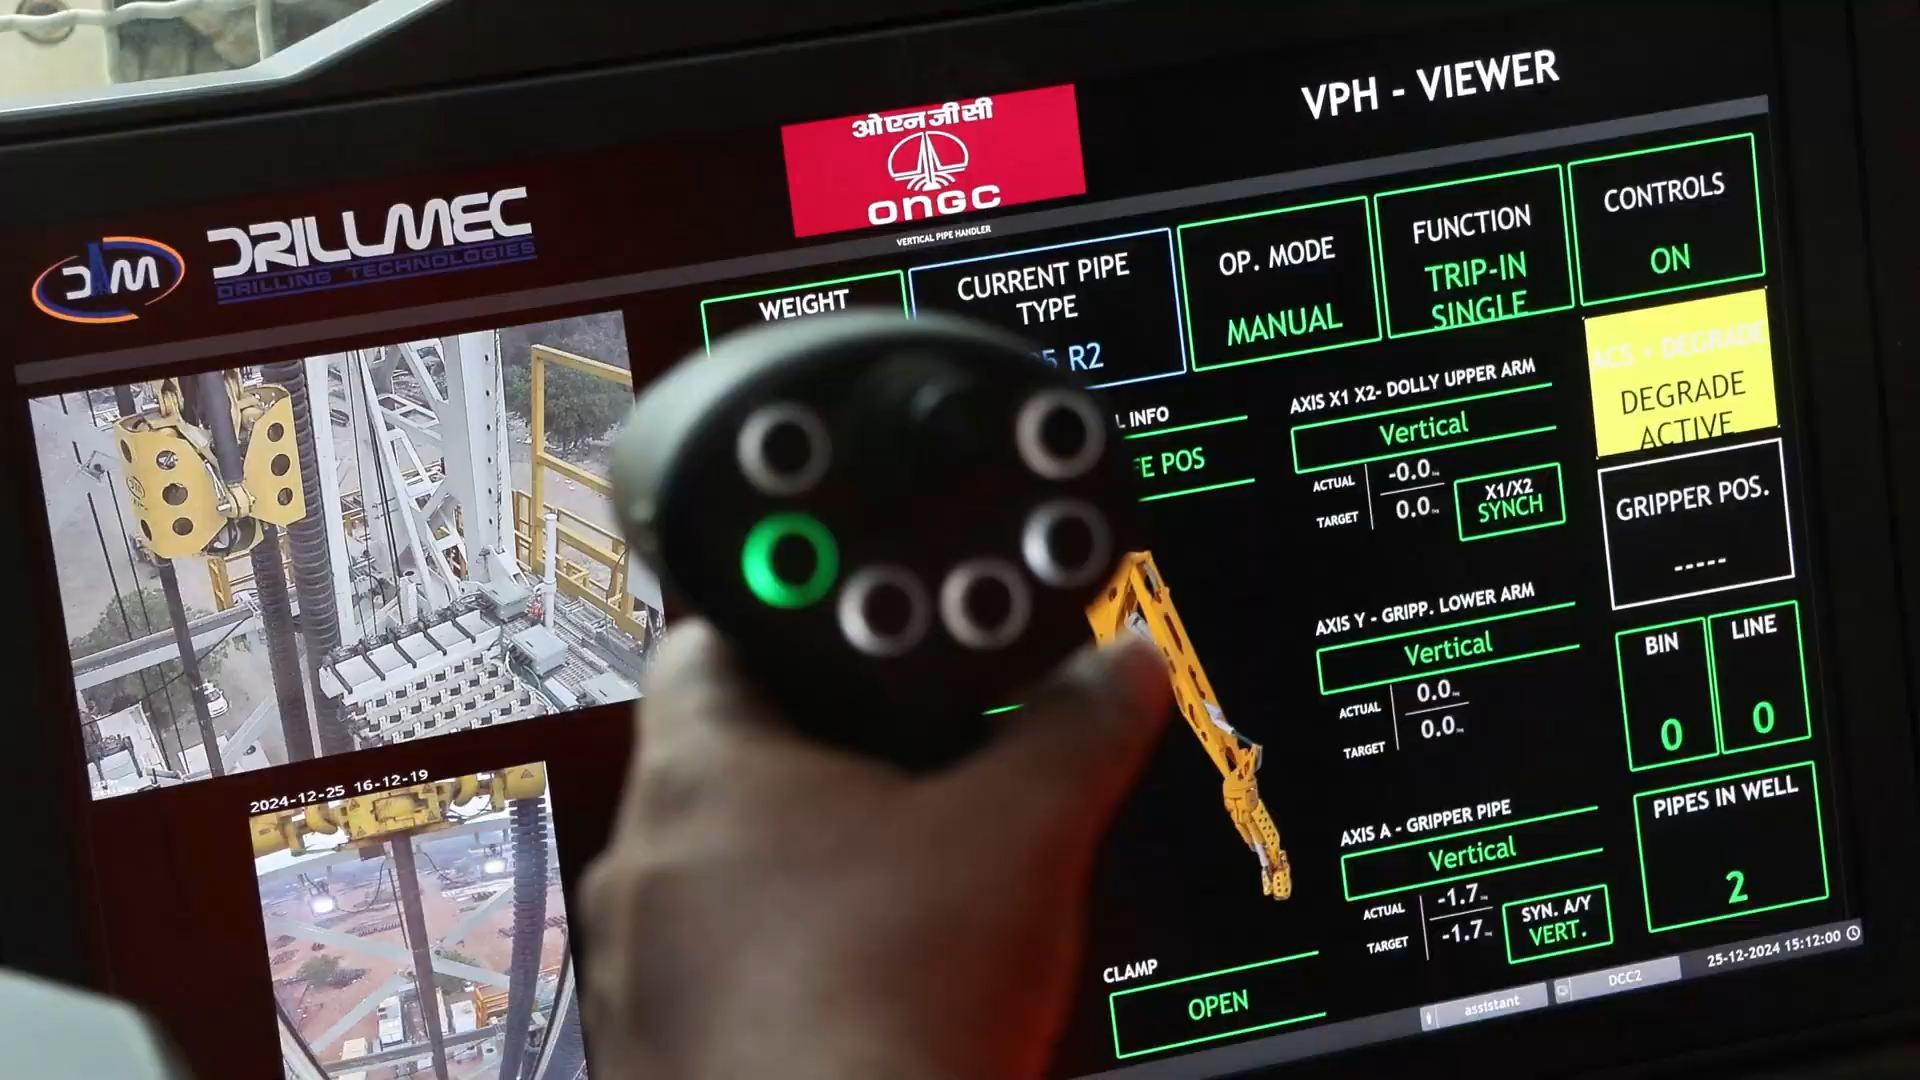 VPH - VIEWER
ओएनजीसी
ONGC
VERTICAL PIPE HANDLER
DM
DRILLMEC
DRILLING TECHNOLOGIES
WEIGHT
CURRENT PIPE
TYPE
R2
OP. MODE
MANUAL
FUNCTION
TRIP-IN
SINGLE
CONTROLS
ON
ACS - DEGRADE
DEGRADE
ACTIVE
INFO
POS
AXIS X1 X2- DOLLY UPPER ARM
Vertical
ACTUAL -0.0
TARGET 0.0
X1/X2
SYNCH
GRIPPER POS.
-----
AXIS Y - GRIPP. LOWER ARM
Vertical
ACTUAL 0.0
TARGET 0.0
BIN
0
LINE
0
AXIS A - GRIPPER PIPE
Vertical
ACTUAL -1.7
TARGET -1.7
SYN. A/Y
VERT.
PIPES IN WELL
2
CLAMP
OPEN
2024-12-25 16-12-19
assistant
DCC2
25-12-2024 15:12:00